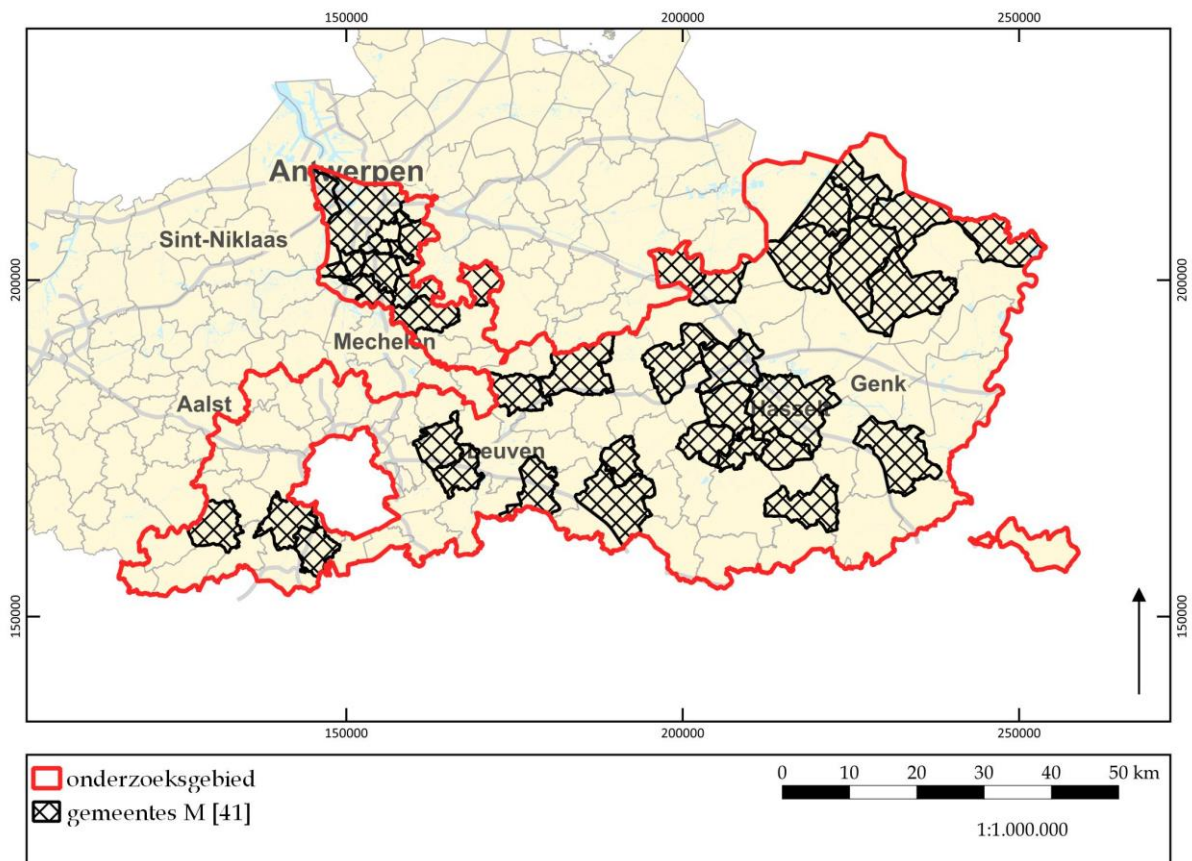 150000 200000 250000
Antwerpen
Sint-Niklaas
200000 200000
Mechelen
Genk
Aalst
Hasselt
Leuven
150000 150000
150000 200000 250000
onderzoeksgebied
gemeentes M [41]
0 10 20 30 40 50 km
1:1.000.000